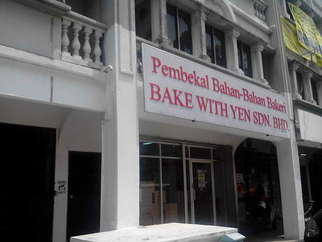 Pembekal Bahan-Bahan Bakeri
BAKE WITH YEN SDN. BHD